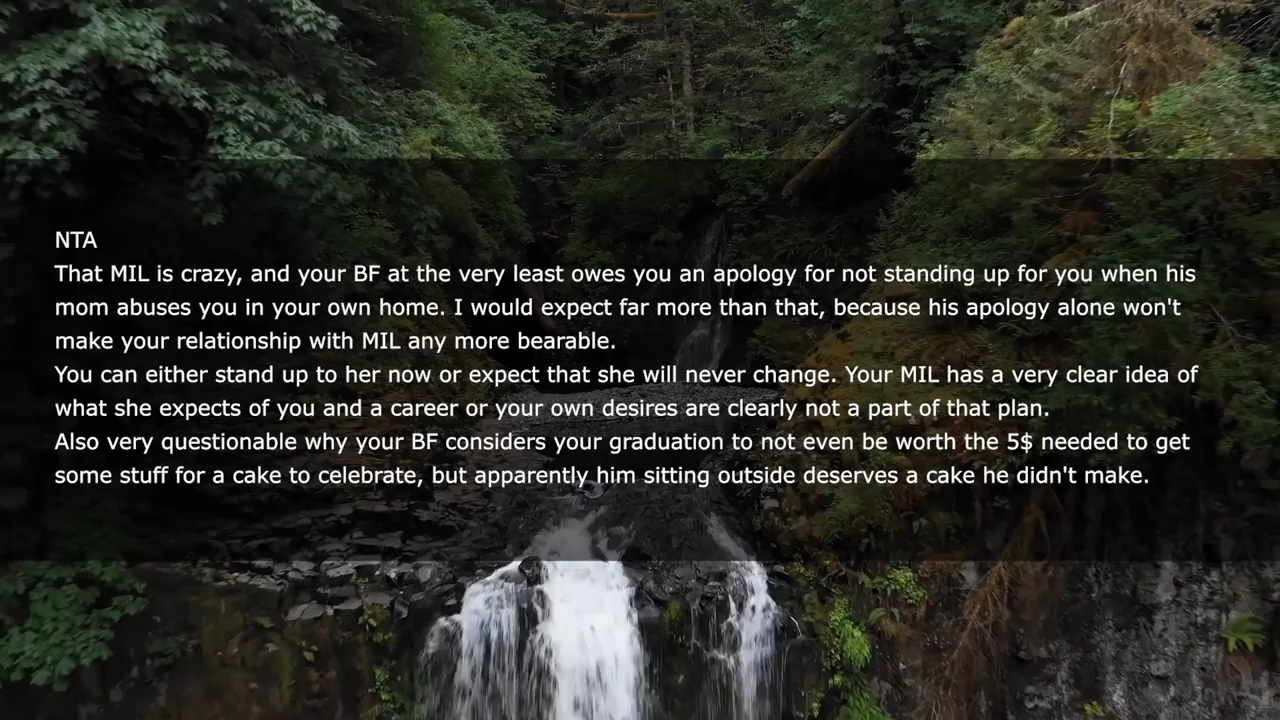 NTA
That MIL is crazy, and your BF at the very least owes you an apology for not standing up for you when his
mom abuses you in your own home. I would expect far more than that, because his apology alone won't
make your relationship with MIL any more bearable.
You can either stand up to her now or expect that she will never change. Your MIL has a very clear idea of
what she expects of you and a career or your own desires are clearly not a part of that plan.
Also very questionable why your BF considers your graduation to not even be worth the 5$ needed to get
some stuff for a cake to celebrate, but apparently him sitting outside deserves a cake he didn't make.